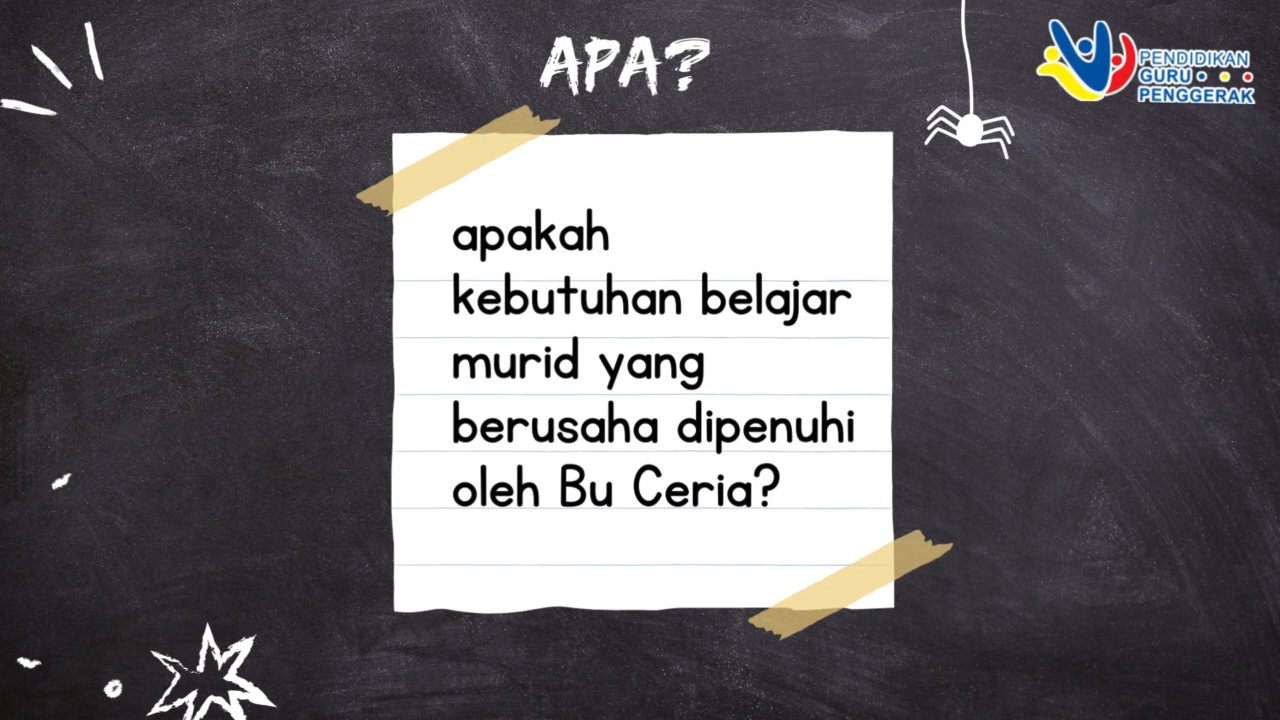 APA?
PENDIDIKAN
GURU
PENGGERAK
apakah
kebutuhan belajar
murid yang
berusaha dipenuhi
oleh Bu Ceria?